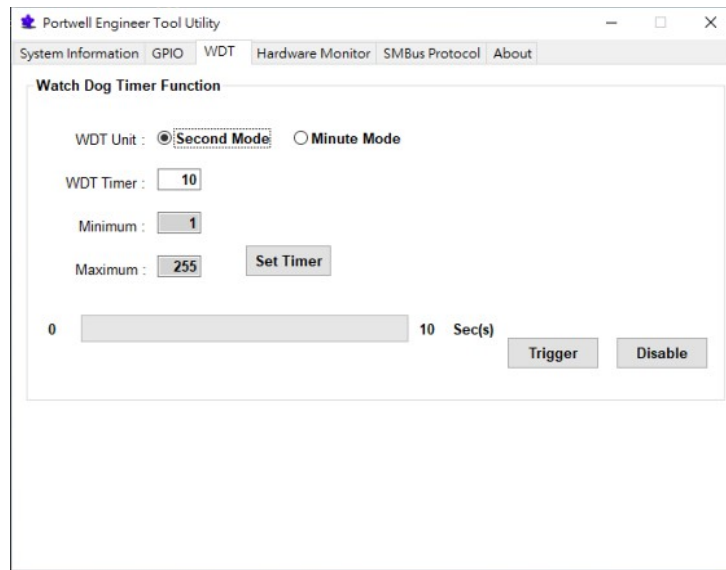 Portwell Engineer Tool Utility
System Information GPIO WDT Hardware Monitor SMBus Protocol About
Watch Dog Timer Function
WDT Unit : Second Mode Minute Mode
WDT Timer : 10
Minimum : 1
Maximum : 255 Set Timer
0 10 Sec(s)
Trigger Disable